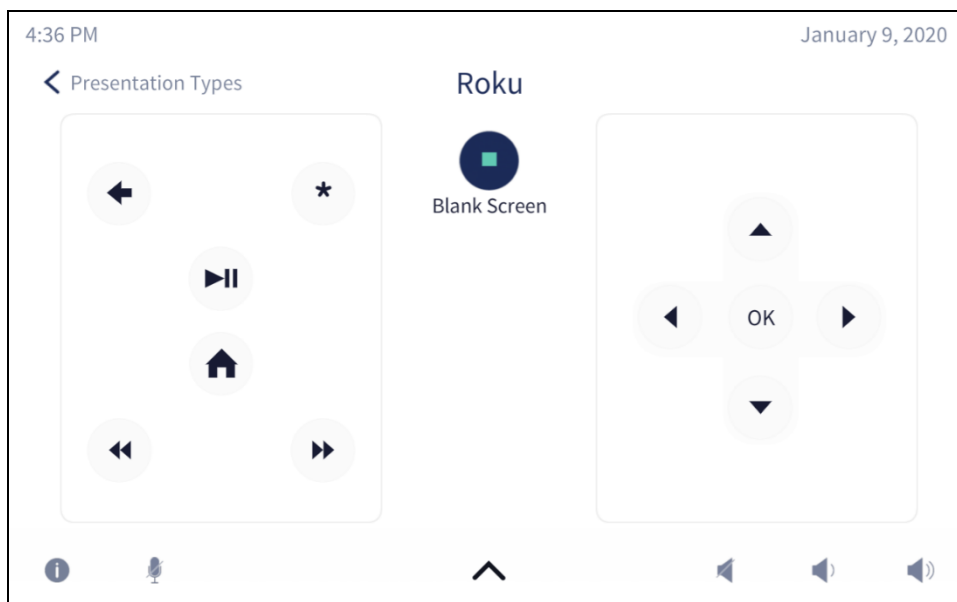 4:36 PM
January 9, 2020
Presentation Types
Roku
*
Blank Screen
OK